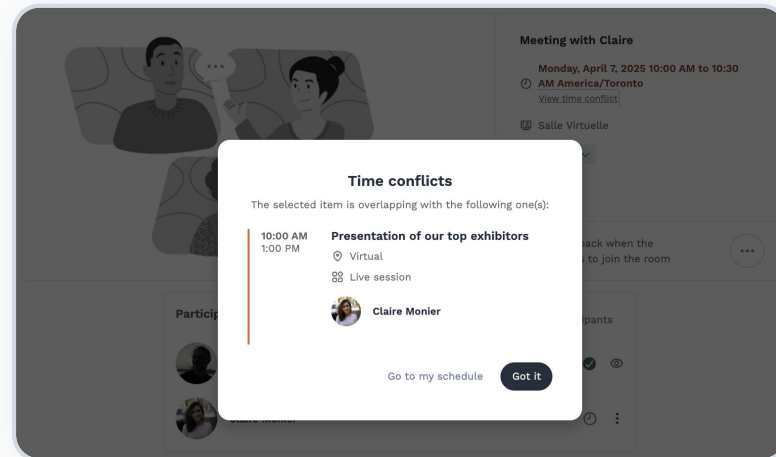 Meeting with Claire
Monday, April 7, 2025 10:00 AM to 10:30
AM America/Toronto
View time conflict
Salle Virtuelle
Time conflicts
The selected item is overlapping with the following one(s):
10:00 AM
1:00 PM
Presentation of our top exhibitors
Virtual
Live session
Claire Monier
back when the
to join the room
Go to my schedule
Got it
Monier